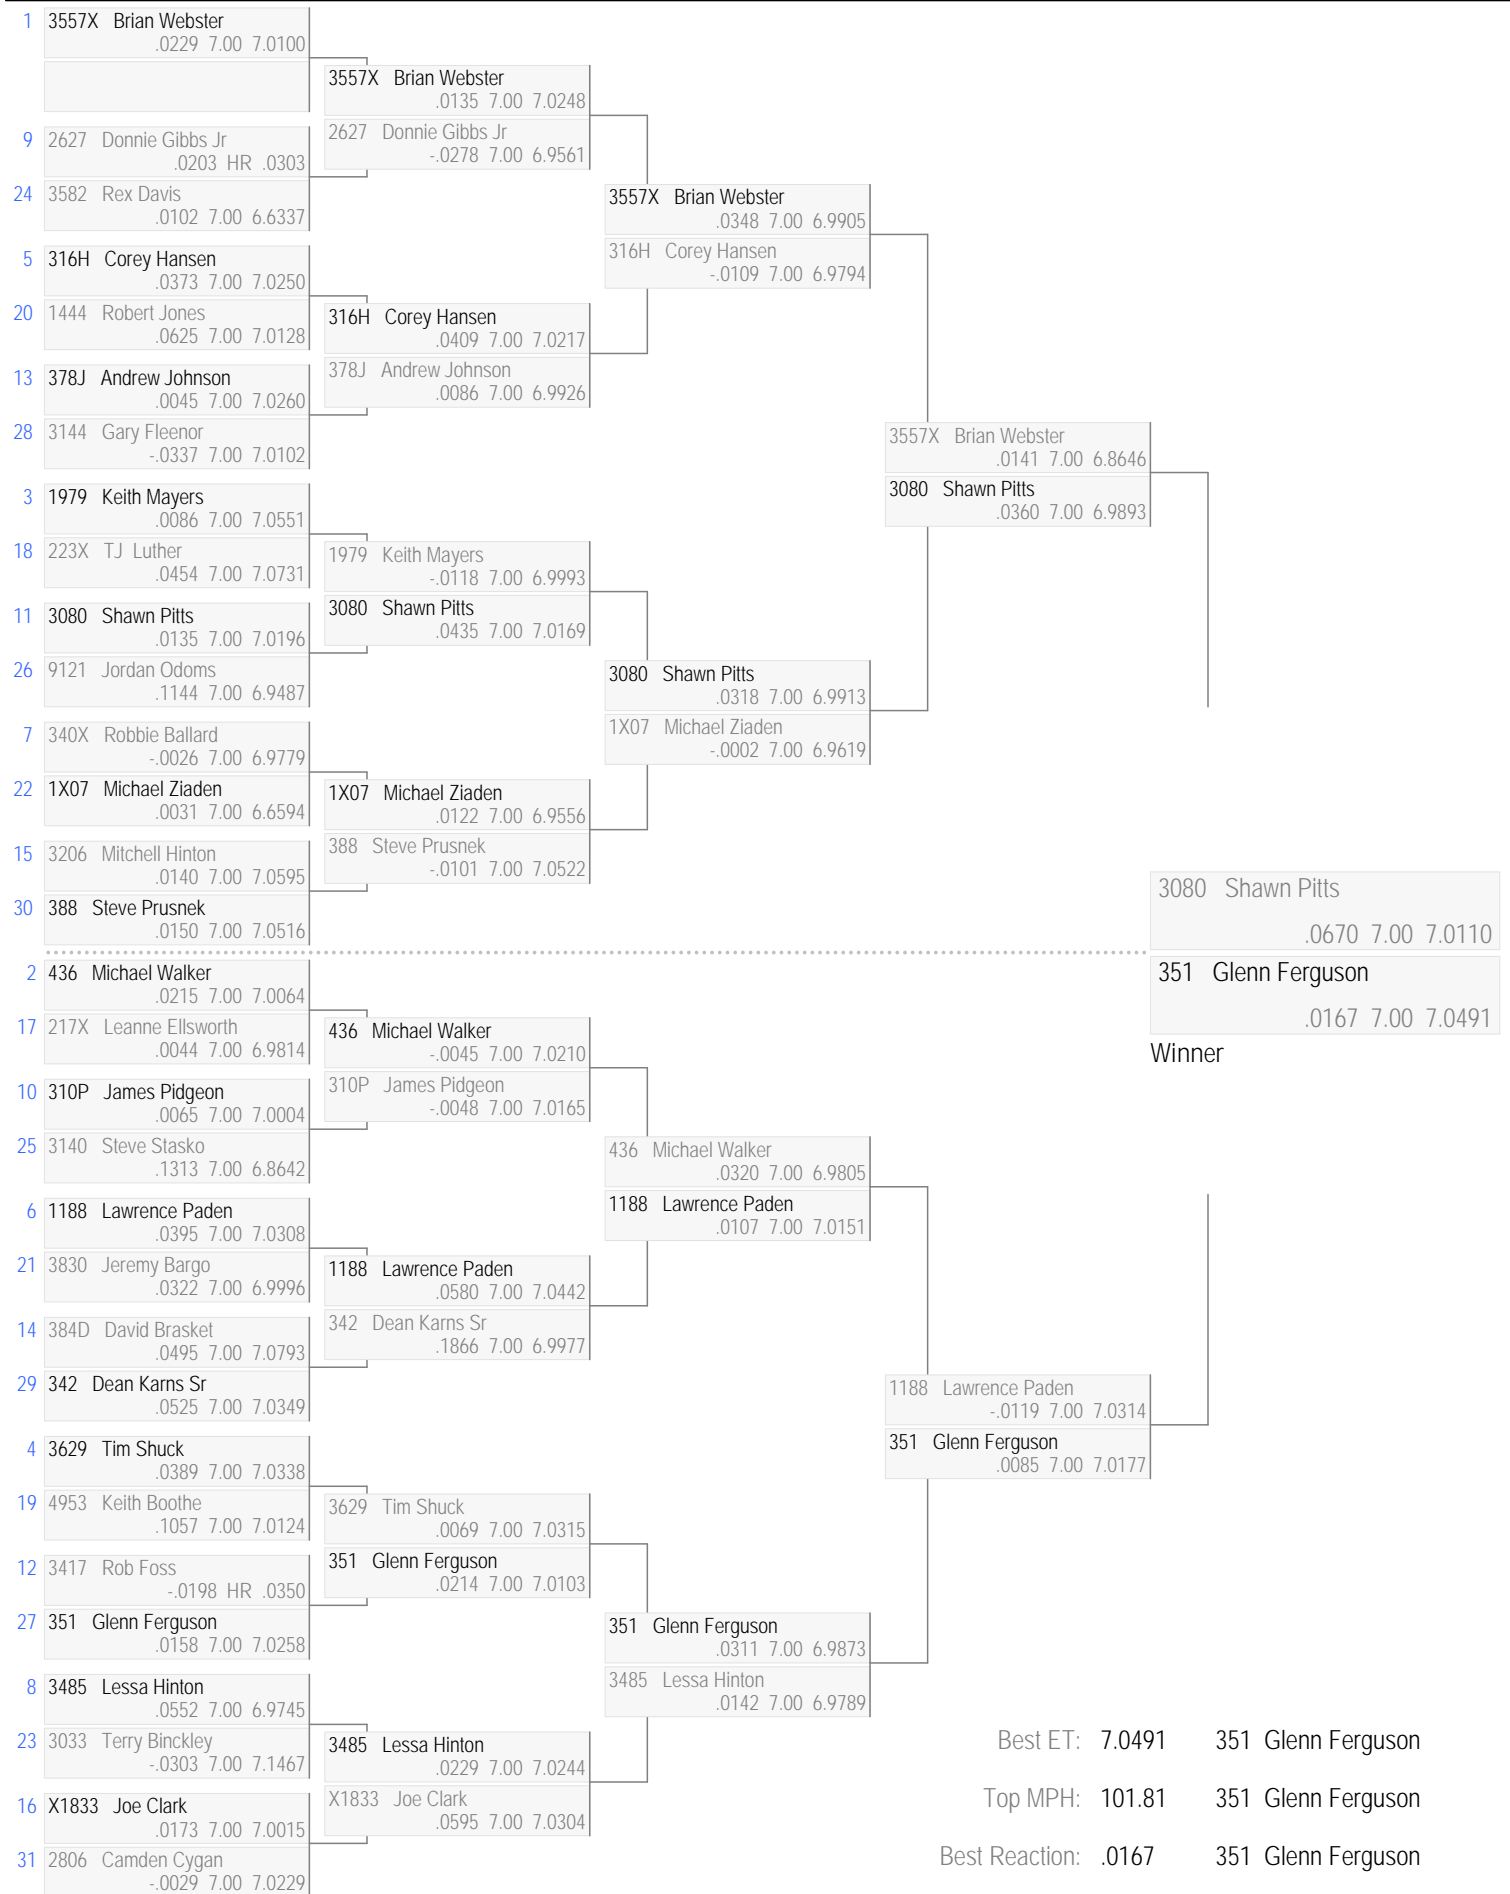 1 3557X Brian Webster
.0229 7.00 7.0100
9 2627 Donnie Gibbs Jr
.0203 HR .0303
24 3582 Rex Davis
.0102 7.00 6.6337
5 316H Corey Hansen
.0373 7.00 7.0250
20 1444 Robert Jones
.0625 7.00 7.0128
13 378J Andrew Johnson
.0045 7.00 7.0260
28 3144 Gary Fleenor
-.0337 7.00 7.0102
3 1979 Keith Mayers
.0086 7.00 7.0551
18 223X TJ Luther
.0454 7.00 7.0731
11 3080 Shawn Pitts
.0135 7.00 7.0196
26 9121 Jordan Odoms
.1144 7.00 6.9487
7 340X Robbie Ballard
-.0026 7.00 6.9779
22 1X07 Michael Ziaden
.0031 7.00 6.6594
15 3206 Mitchell Hinton
.0140 7.00 7.0595
30 388 Steve Prusnek
.0150 7.00 7.0516
2 436 Michael Walker
.0215 7.00 7.0064
17 217X Leanne Ellsworth
.0044 7.00 6.9814
10 310P James Pidgeon
.0065 7.00 7.0004
25 3140 Steve Stasko
.1313 7.00 6.8642
6 1188 Lawrence Paden
.0395 7.00 7.0308
21 3830 Jeremy Bargo
.0322 7.00 6.9996
14 384D David Brasket
.0495 7.00 7.0793
29 342 Dean Karns Sr
.0525 7.00 7.0349
4 3629 Tim Shuck
.0389 7.00 7.0338
19 4953 Keith Boothe
.1057 7.00 7.0124
12 3417 Rob Foss
-.0198 HR .0350
27 351 Glenn Ferguson
.0158 7.00 7.0258
8 3485 Lessa Hinton
.0552 7.00 6.9745
23 3033 Terry Binckley
-.0303 7.00 7.1467
16 X1833 Joe Clark
.0173 7.00 7.0015
31 2806 Camden Cygan
-.0029 7.00 7.0229
3557X Brian Webster
.0135 7.00 7.0248
2627 Donnie Gibbs Jr
-.0278 7.00 6.9561
316H Corey Hansen
.0409 7.00 7.0217
378J Andrew Johnson
.0086 7.00 6.9926
1979 Keith Mayers
-.0118 7.00 6.9993
3080 Shawn Pitts
.0435 7.00 7.0169
1X07 Michael Ziaden
.0122 7.00 6.9556
388 Steve Prusnek
-.0101 7.00 7.0522
436 Michael Walker
-.0045 7.00 7.0210
310P James Pidgeon
-.0048 7.00 7.0165
1188 Lawrence Paden
.0580 7.00 7.0442
342 Dean Karns Sr
.1866 7.00 6.9977
3629 Tim Shuck
.0069 7.00 7.0315
351 Glenn Ferguson
.0214 7.00 7.0103
3485 Lessa Hinton
.0229 7.00 7.0244
X1833 Joe Clark
.0595 7.00 7.0304
3557X Brian Webster
.0348 7.00 6.9905
316H Corey Hansen
-.0109 7.00 6.9794
3080 Shawn Pitts
.0318 7.00 6.9913
1X07 Michael Ziaden
-.0002 7.00 6.9619
436 Michael Walker
.0320 7.00 6.9805
1188 Lawrence Paden
.0107 7.00 7.0151
351 Glenn Ferguson
.0311 7.00 6.9873
3485 Lessa Hinton
.0142 7.00 6.9789
3557X Brian Webster
.0141 7.00 6.8646
3080 Shawn Pitts
.0360 7.00 6.9893
1188 Lawrence Paden
-.0119 7.00 7.0314
351 Glenn Ferguson
.0085 7.00 7.0177
3080 Shawn Pitts
.0670 7.00 7.0110
351 Glenn Ferguson
.0167 7.00 7.0491
Winner
Best ET: 7.0491 351 Glenn Ferguson
Top MPH: 101.81 351 Glenn Ferguson
Best Reaction: .0167 351 Glenn Ferguson